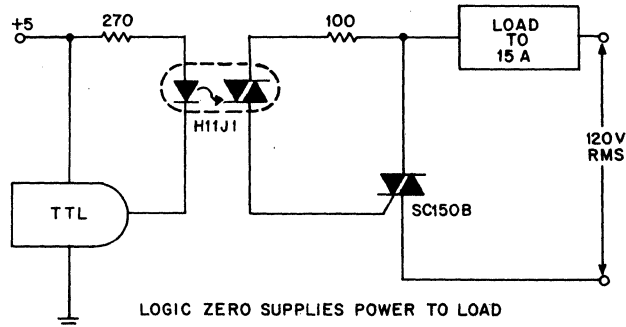 +5
270
100
LOAD
TO
15 A
H11J1
120V
RMS
TTL
SC150B
LOGIC ZERO SUPPLIES POWER TO LOAD